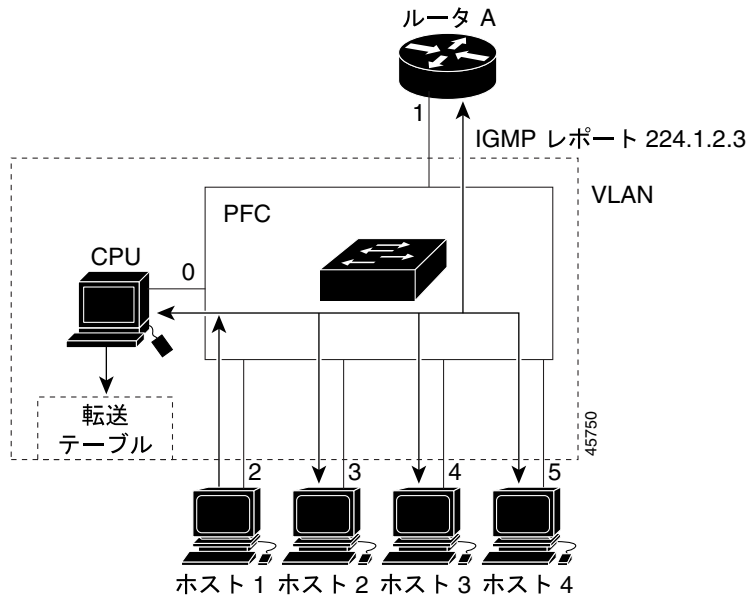 ルータ A
1
IGMP レポート 224.1.2.3
VLAN
PFC
CPU
0
転送
テーブル
45750
2
3
4
5
ホスト 1
ホスト 2
ホスト 3
ホスト 4